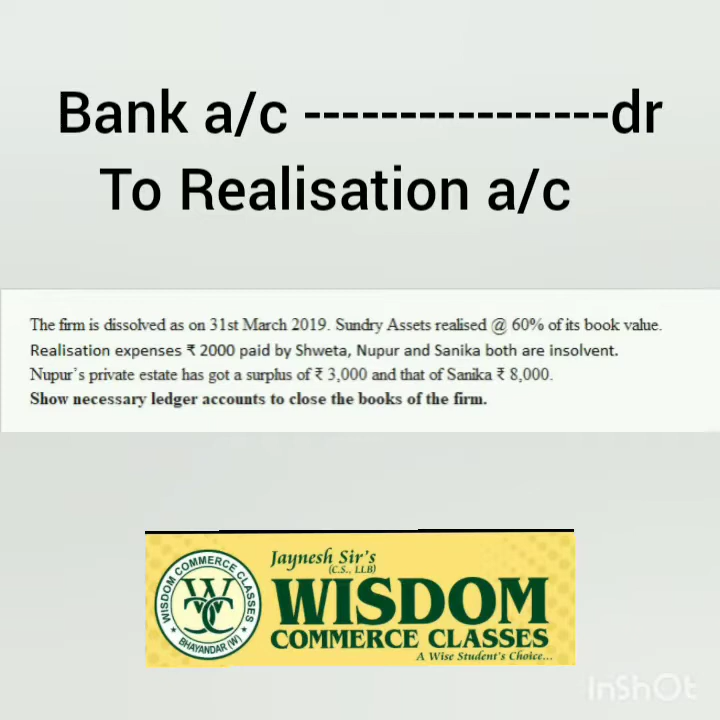 Bank a/c ----------------dr
To Realisation a/c
The firm is dissolved as on 31st March 2019. Sundry Assets realised @ 60% of its book value.
Realisation expenses ₹ 2000 paid by Shweta, Nupur and Sanika both are insolvent.
Nupur's private estate has got a surplus of ₹ 3,000 and that of Sanika ₹ 8,000.
Show necessary ledger accounts to close the books of the firm.
WISDOM COMMERCE CLASSES
WCC
BHAYANDAR (W)
Jaynesh Sir's
(C.S., LLB)
WISDOM
COMMERCE CLASSES
A Wise Student's Choice...
InShOt